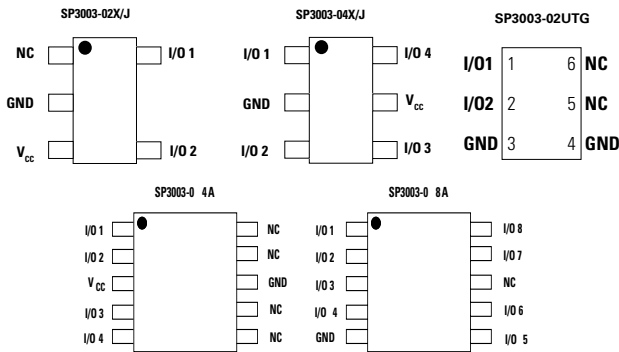 SP3003-02X/J
NC
I/O 1
GND
Vcc
I/O 2
SP3003-04X/J
I/O 1
I/O 4
GND
Vcc
I/O 2
I/O 3
SP3003-02UTG
I/O1 1 6 NC
I/O2 2 5 NC
GND 3 4 GND
SP3003-0 4A
I/O 1
NC
I/O 2
NC
V CC
GND
I/O 3
NC
I/O 4
NC
SP3003-0 8A
I/O 1
I/O 8
I/O 2
I/O 7
I/O 3
NC
I/O 4
I/O 6
GND
I/O 5